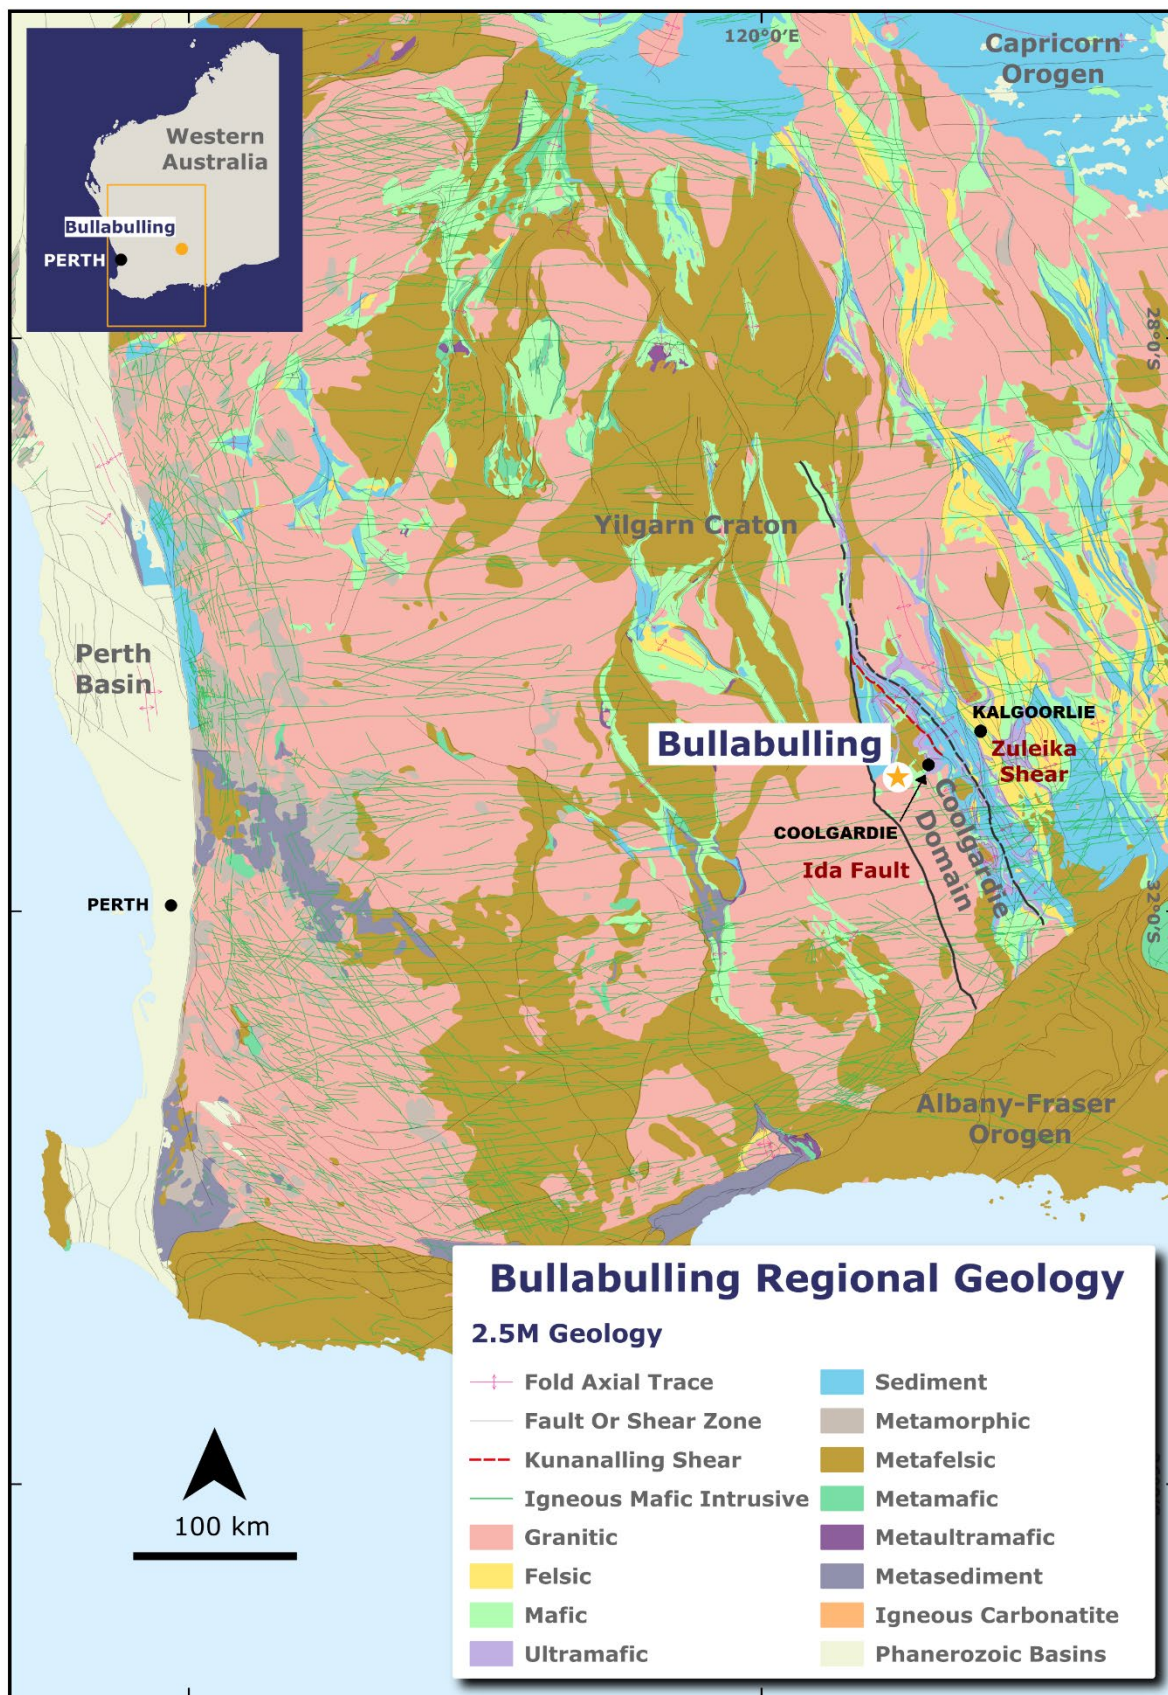 120°0'E
Capricorn
Orogen
Western
Australia
Bullabulling
PERTH
28°0'S
Yilgarn Craton
Perth
Basin
KALGOORLIE
Bullabulling
Zuleika
Shear
COOLGARDIE
Coolgardie
Domain
Ida Fault
PERTH
32°0'S
Albany-Fraser
Orogen
Bullabulling Regional Geology
2.5M Geology
Fold Axial Trace
Fault Or Shear Zone
Kunanalling Shear
Igneous Mafic Intrusive
Granitic
Felsic
Mafic
Ultramafic
Sediment
Metamorphic
Metafelsic
Metamafic
Metaultramafic
Metasediment
Igneous Carbonatite
Phanerozoic Basins
100 km